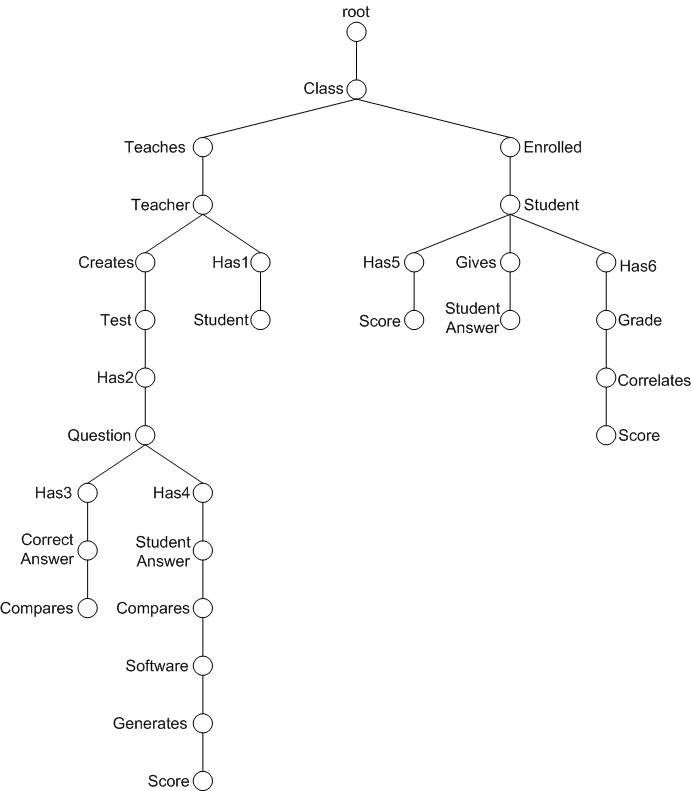 root
Class
Teaches
Enrolled
Teacher
Student
Creates
Has1
Has5
Gives
Has6
Test
Student
Score
Student
Answer
Grade
Has2
Correlates
Question
Score
Has3
Has4
Correct
Answer
Student
Answer
Compares
Compares
Software
Generates
Score